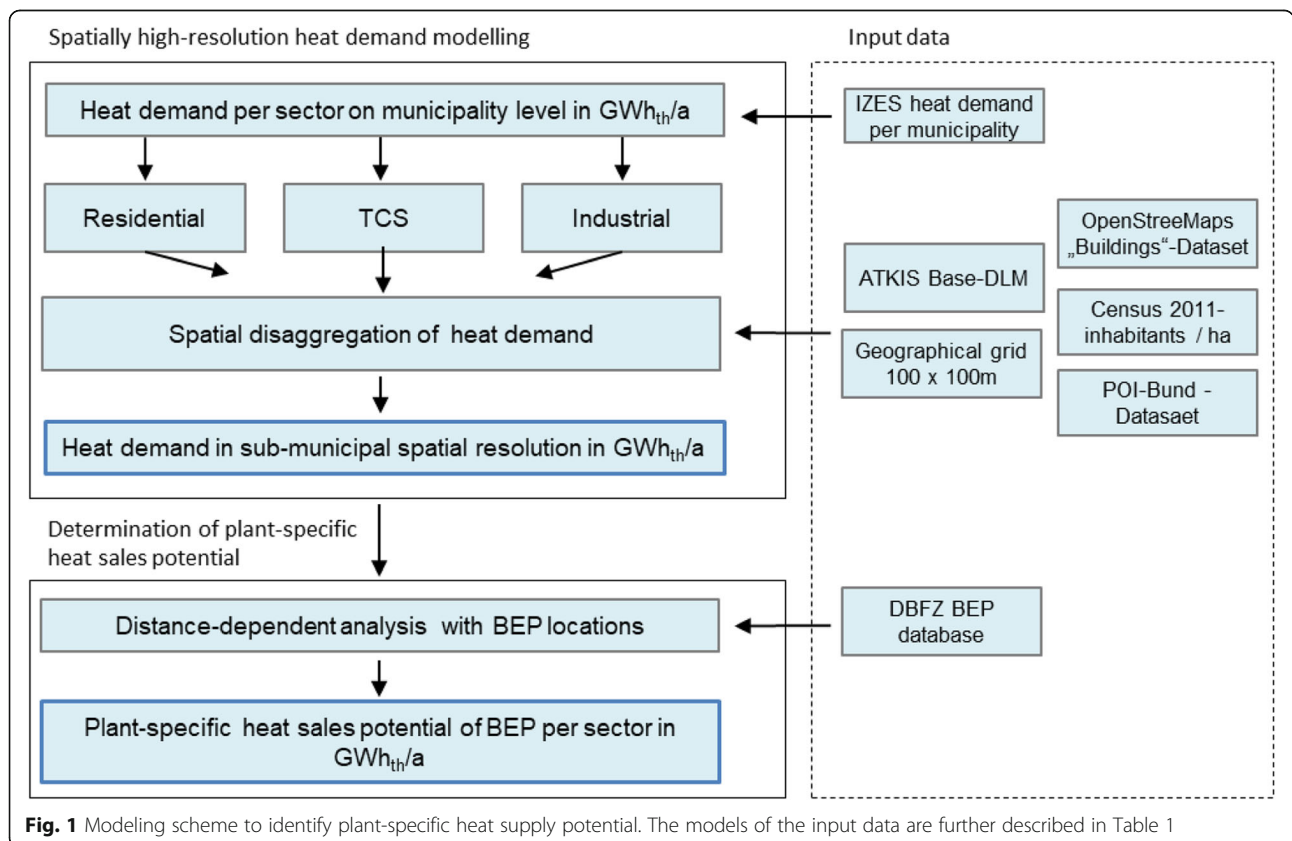 Spatially high-resolution heat demand modelling
Heat demand per sector on municipality level in GWh_th/a
Residential
TCS
Industrial
Spatial disaggregation of heat demand
Heat demand in sub-municipal spatial resolution in GWh_th/a
Determination of plant-specific
heat sales potential
Distance-dependent analysis with BEP locations
Plant-specific heat sales potential of BEP per sector in
GWh_th/a
Input data
IZES heat demand
per municipality
ATKIS Base-DLM
Geographical grid
100 x 100m
OpenStreeMaps
„Buildings“-Dataset
Census 2011-
inhabitants / ha
POI-Bund -
Datasaet
DBFZ BEP
database
Fig. 1 Modeling scheme to identify plant-specific heat supply potential. The models of the input data are further described in Table 1